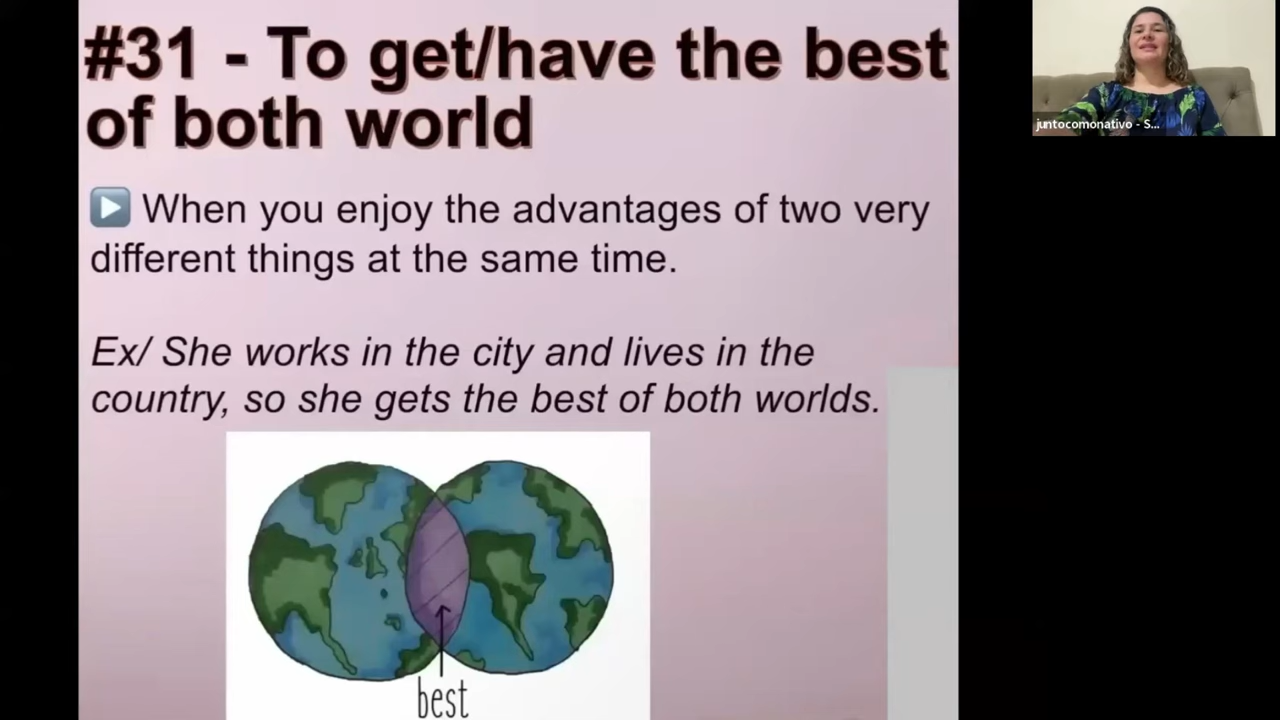 #31 - To get/have the best
of both world
When you enjoy the advantages of two very
different things at the same time.
Ex/ She works in the city and lives in the
country, so she gets the best of both worlds.
best
juntocomonativo - S...